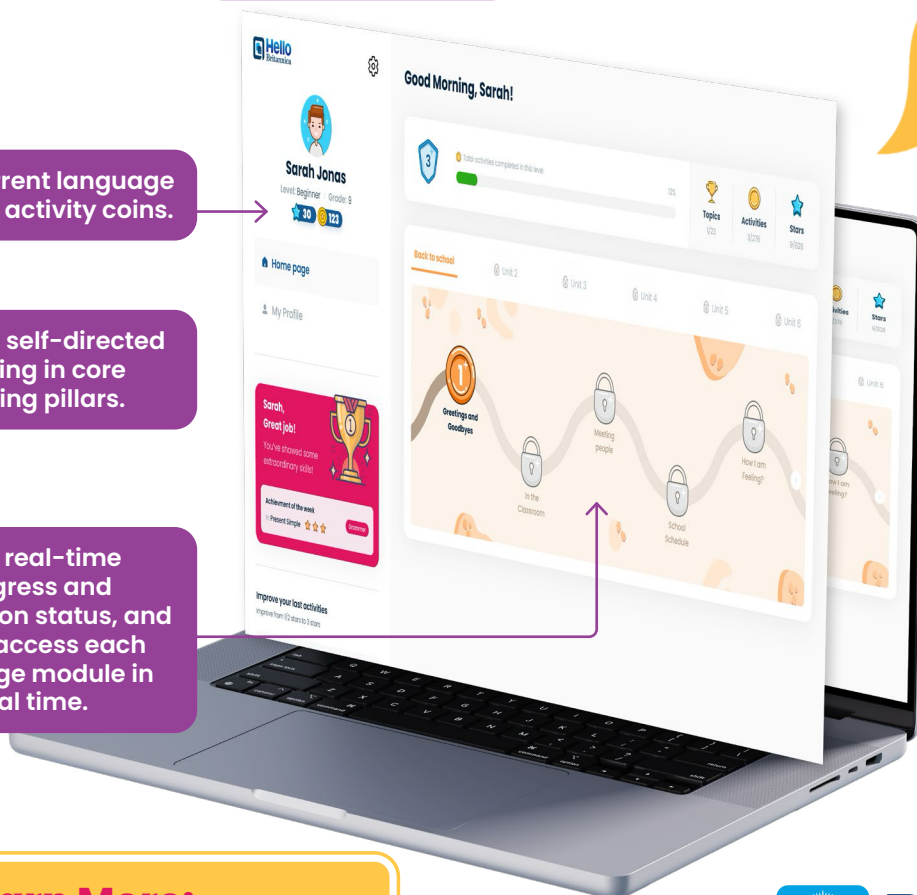 Hello
Britannica
Good Morning, Sarah!
Sarah Jonas
Level: Beginner | Grade: 9
30 123
Home page
My Profile
Sarah,
Great job!
You've showed some
extraordinary skills!
Achievment of the week
in Present Simple
Grammar
Improve your last activities
Improve from 1/2 stars to 3 stars
3
Total activities completed in this level
12%
Topics
1/23
Activities
3/276
Stars
9/828
Back to school
Unit 2
Unit 3
Unit 4
Unit 5
Unit 6
Greetings and
Goodbyes
In the
Classroom
Meeting
people
School
Schedule
How I am
Feeling?
Stars
Unit 6
Feeling?
rrent language
activity coins.
self-directed
ing in core
ing pillars.
real-time
gress and
on status, and
access each
ge module in
al time.